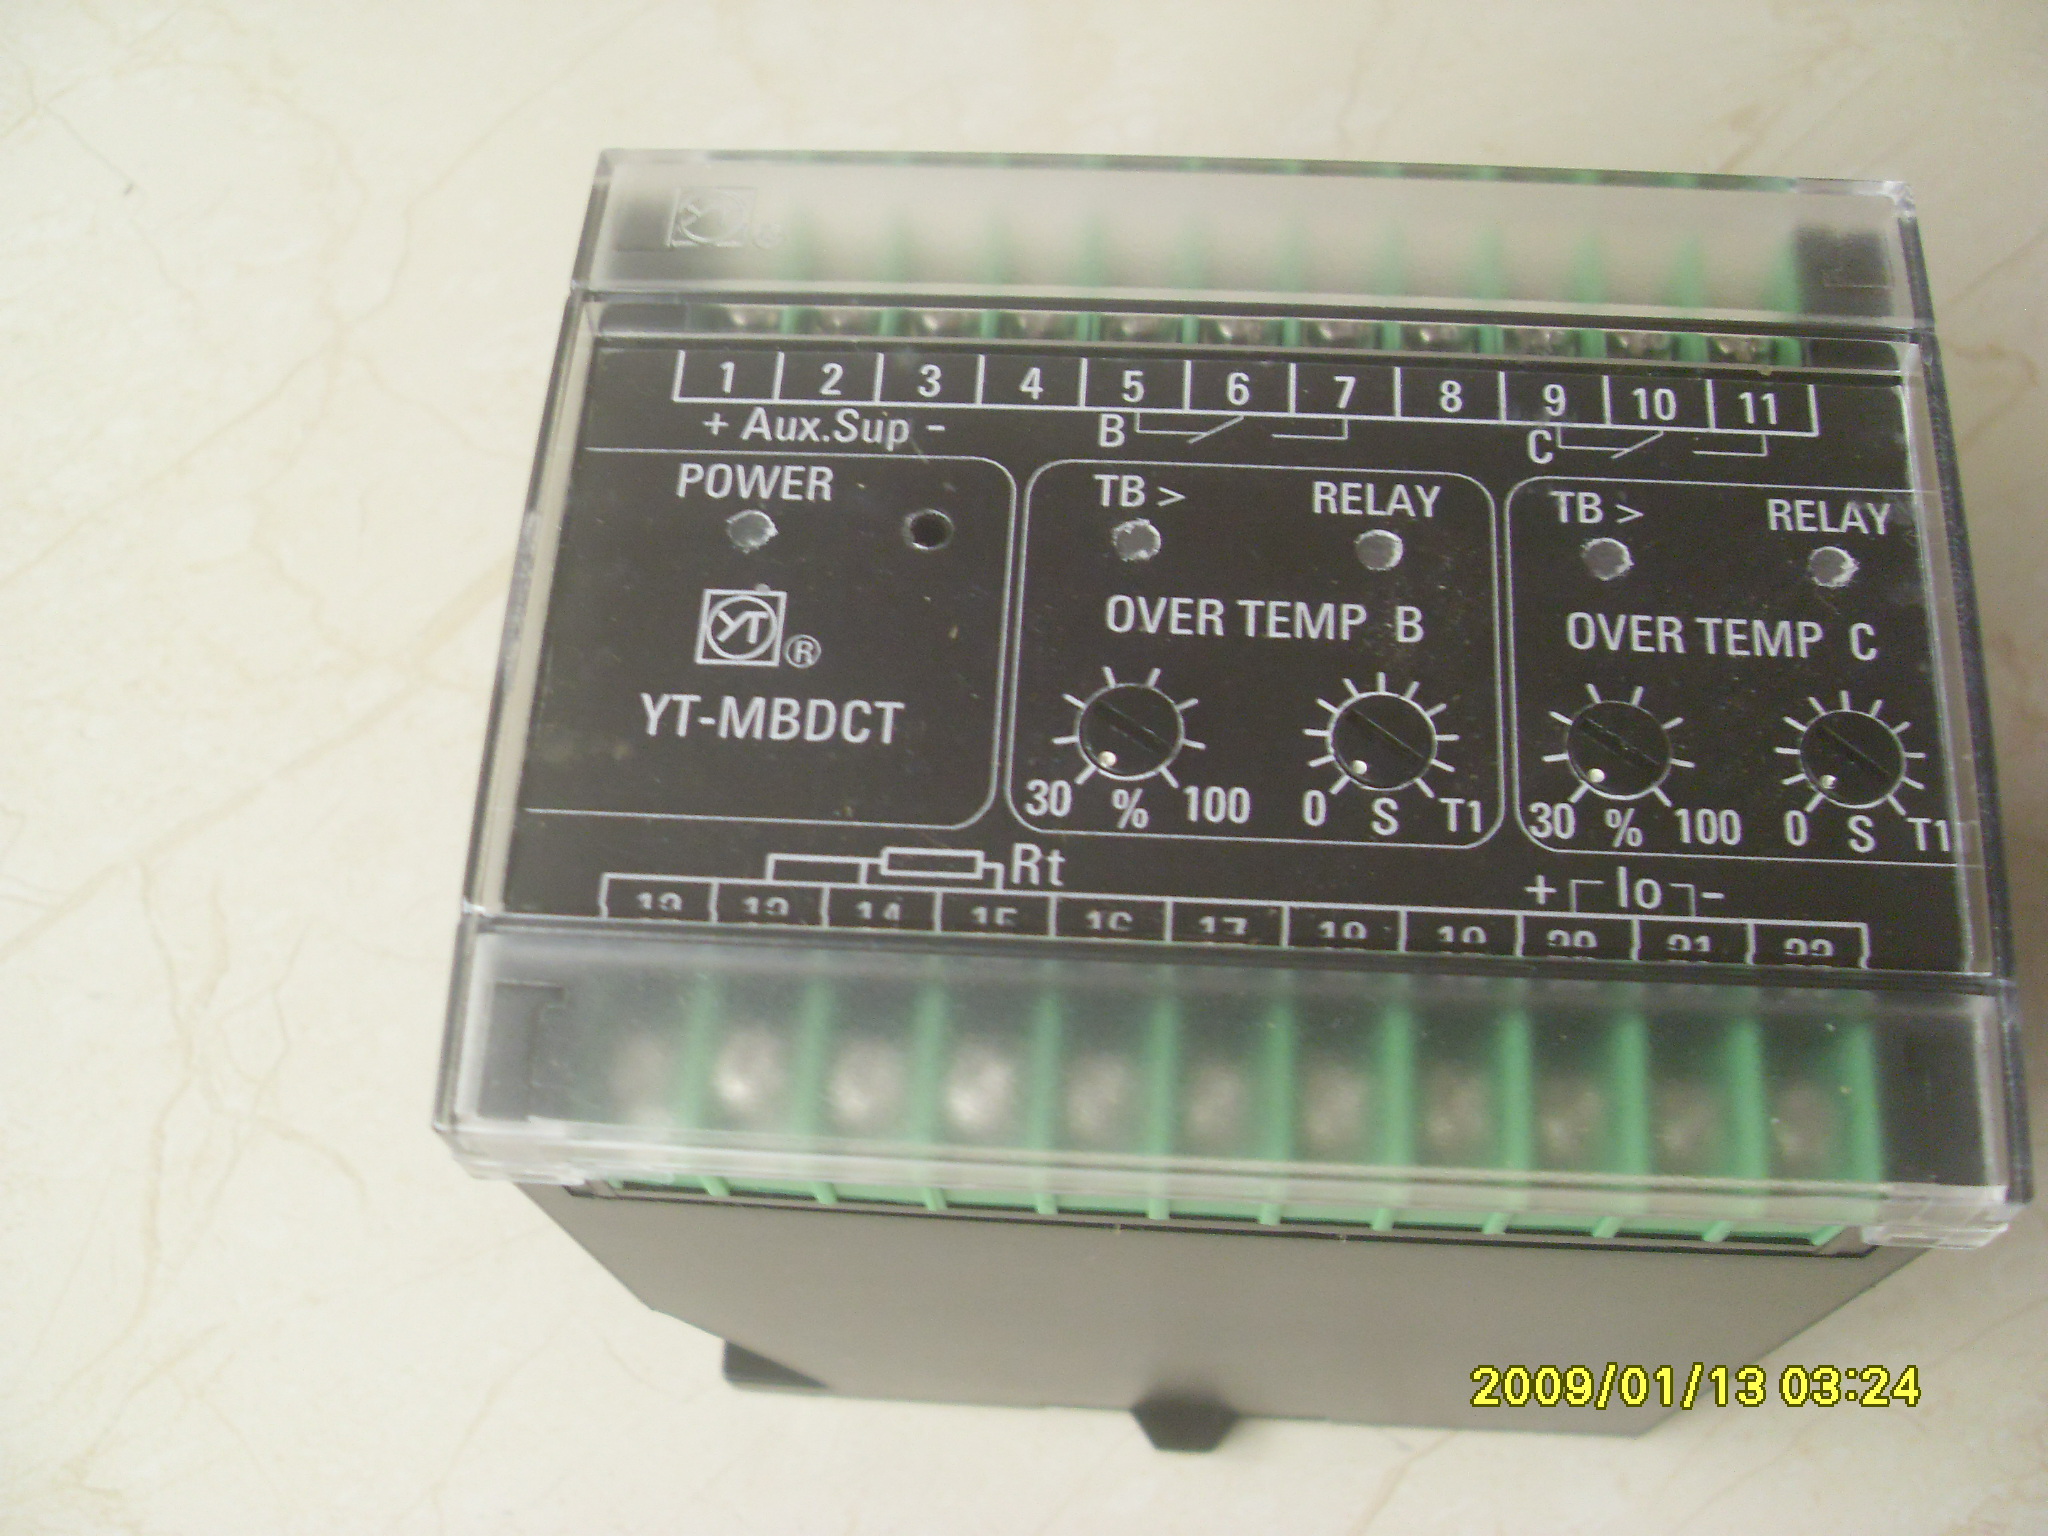 1 2 3 4 5 6 7 8 9 10 11
+ Aux.Sup - B C
POWER
YT ®
YT-MBDCT
TB > RELAY
OVER TEMP B
30 % 100 0 S T1
TB > RELAY
OVER TEMP C
30 % 100 0 S T1
Rt + Io -
2009/01/13 03:24